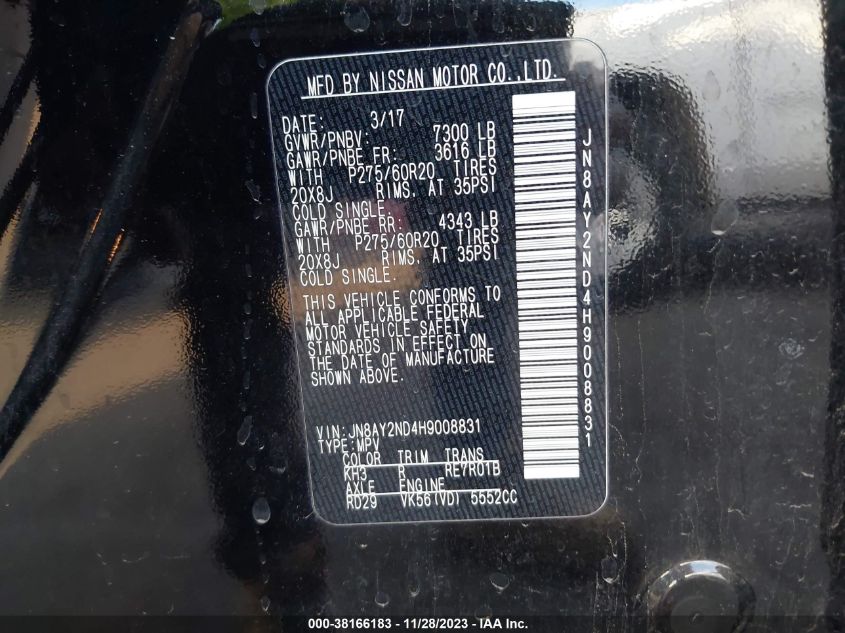 MFD BY NISSAN MOTOR CO.,LTD.
DATE: 3/17
GVWR/PNBV: 7300 LB
GAWR/PNBE FR: 3616 LB
WITH P275/60R20 TIRES
20X8J RIMS. AT 35PSI
COLD SINGLE.
GAWR/PNBE RR: 4343 LB
WITH P275/60R20 TIRES
20X8J RIMS. AT 35PSI
COLD SINGLE.
THIS VEHICLE CONFORMS TO
ALL APPLICABLE FEDERAL
MOTOR VEHICLE SAFETY
STANDARDS IN EFFECT ON
THE DATE OF MANUFACTURE
SHOWN ABOVE.
VIN:JN8AY2ND4H9008831
TYPE:MPV
COLOR TRIM TRANS
KH3 R RE7R01B
AXLE ENGINE
RD29 VK56(VD) 5552CC
JN8AY2ND4H9008831
000-38166183 - 11/28/2023 - IAA Inc.